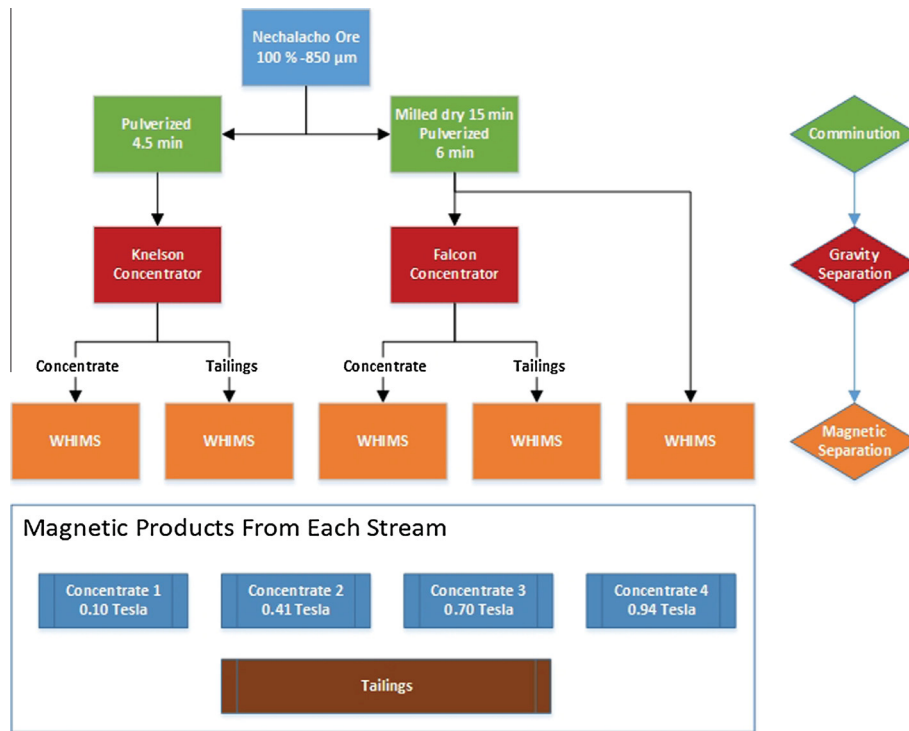 Nechalacho Ore
100 % -850 µm
Pulverized
4.5 min
Milled dry 15 min
Pulverized
6 min
Comminution
Knelson
Concentrator
Falcon
Concentrator
Gravity
Separation
Concentrate
Tailings
Concentrate
Tailings
WHIMS
WHIMS
WHIMS
WHIMS
WHIMS
Magnetic
Separation
Magnetic Products From Each Stream
Concentrate 1
0.10 Tesla
Concentrate 2
0.41 Tesla
Concentrate 3
0.70 Tesla
Concentrate 4
0.94 Tesla
Tailings